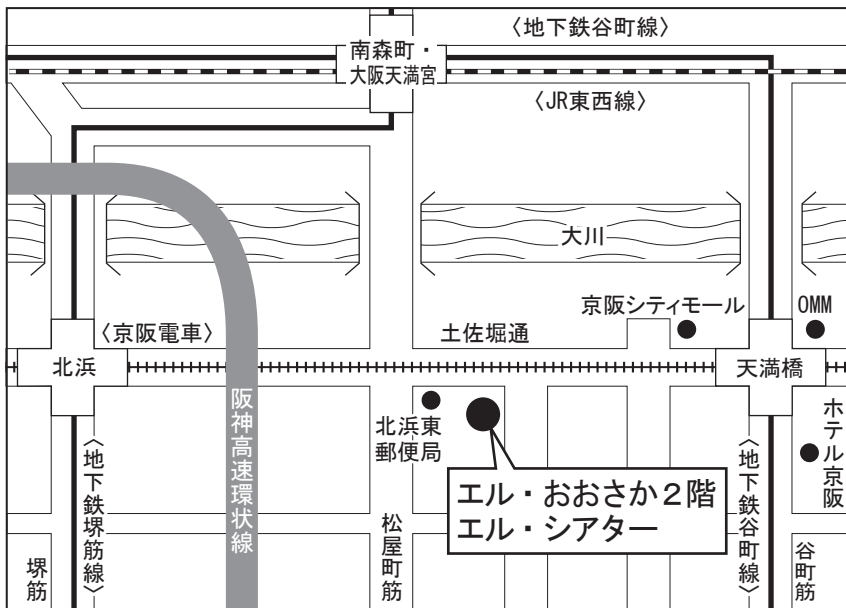 〈地下鉄谷町線〉
南森町・
大阪天満宮
〈JR東西線〉
大川
京阪シティモール
OMM
〈京阪電車〉
土佐堀通
北浜
天満橋
阪神高速環状線
北浜東
郵便局
ホテル京阪
エル・おおさか２階
エル・シアター
〈地下鉄堺筋線〉
〈地下鉄谷町線〉
堺筋
松屋町筋
谷町筋